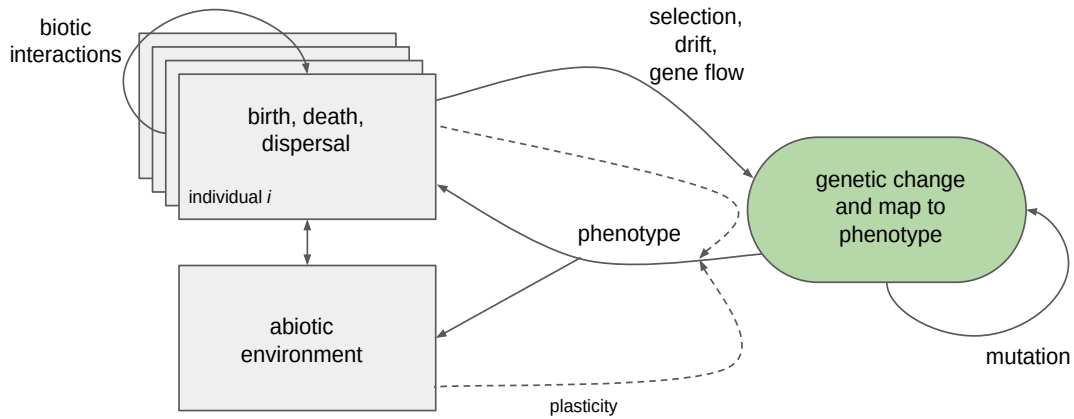 biotic
interactions
selection,
drift,
gene flow
birth, death,
dispersal
individual i
genetic change
and map to
phenotype
phenotype
abiotic
environment
mutation
plasticity